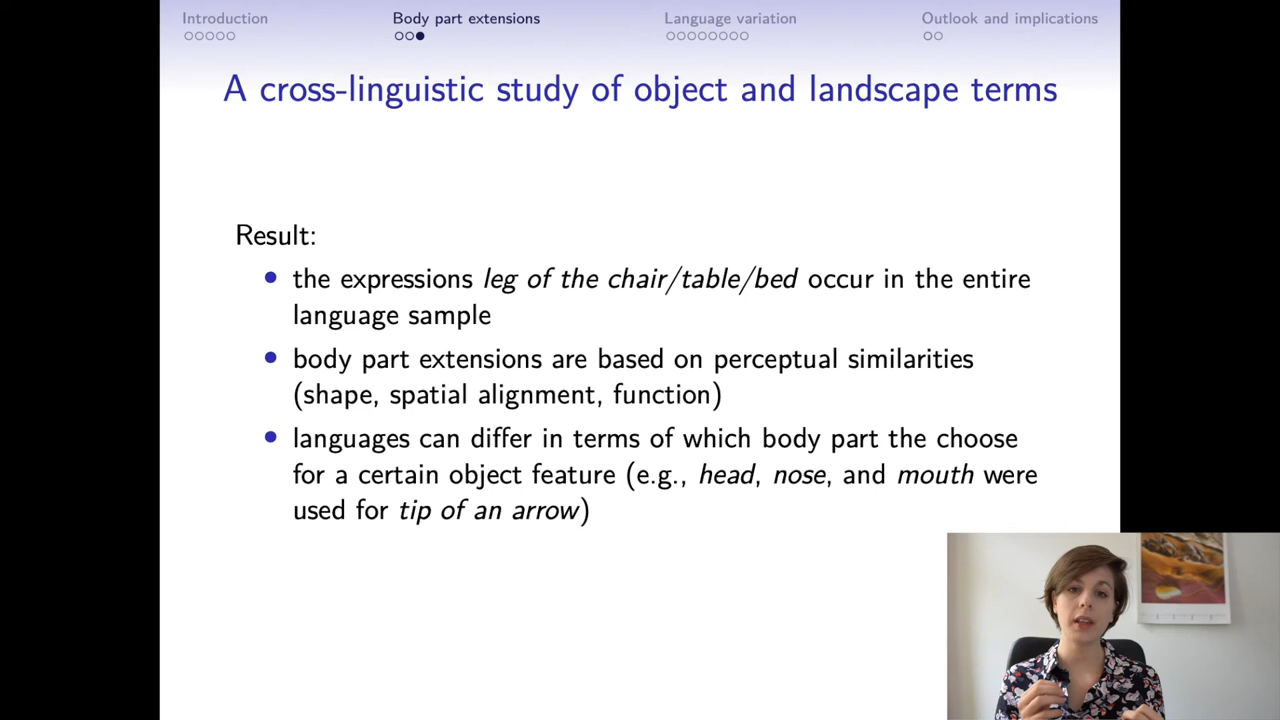 Introduction Body part extensions Language variation Outlook and implications
A cross-linguistic study of object and landscape terms
Result:
the expressions leg of the chair/table/bed occur in the entire
language sample
body part extensions are based on perceptual similarities
(shape, spatial alignment, function)
languages can differ in terms of which body part the choose
for a certain object feature (e.g., head, nose, and mouth were
used for tip of an arrow)